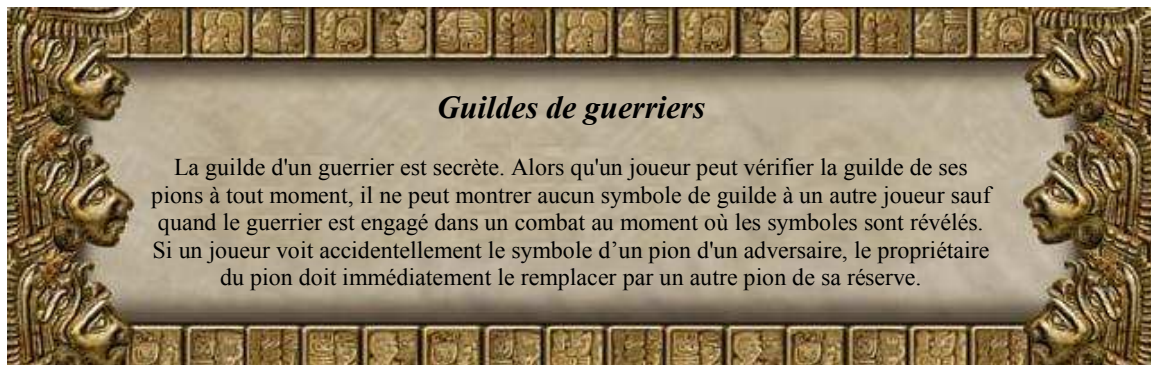 Guildes de guerriers
La guilde d'un guerrier est secrète. Alors qu'un joueur peut vérifier la guilde de ses
pions à tout moment, il ne peut montrer aucun symbole de guilde à un autre joueur sauf
quand le guerrier est engagé dans un combat au moment où les symboles sont révélés.
Si un joueur voit accidentellement le symbole d’un pion d'un adversaire, le propriétaire
du pion doit immédiatement le remplacer par un autre pion de sa réserve.